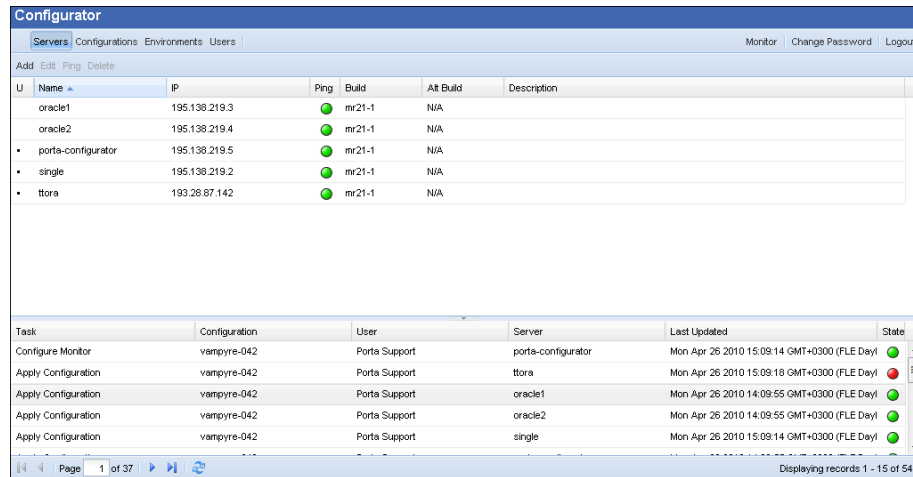 Configurator
Servers Configurations Environments Users Monitor Change Password Logou
Add Edit Ping Delete
U Name IP Ping Build Alt Build Description
oracle1 195.138.219.3 mr21-1 N/A
oracle2 195.138.219.4 mr21-1 N/A
porta-configurator 195.138.219.5 mr21-1 N/A
single 195.138.219.2 mr21-1 N/A
ttora 193.28.87.142 mr21-1 N/A
Task Configuration User Server Last Updated State
Configure Monitor vampyre-042 Porta Support porta-configurator Mon Apr 26 2010 15:09:14 GMT+0300 (FLE Dayl
Apply Configuration vampyre-042 Porta Support ttora Mon Apr 26 2010 15:09:18 GMT+0300 (FLE Dayl
Apply Configuration vampyre-042 Porta Support oracle1 Mon Apr 26 2010 14:09:55 GMT+0300 (FLE Dayl
Apply Configuration vampyre-042 Porta Support oracle2 Mon Apr 26 2010 14:09:55 GMT+0300 (FLE Dayl
Apply Configuration vampyre-042 Porta Support single Mon Apr 26 2010 15:09:14 GMT+0300 (FLE Dayl
Page 1 of 37 Displaying records 1 - 15 of 54